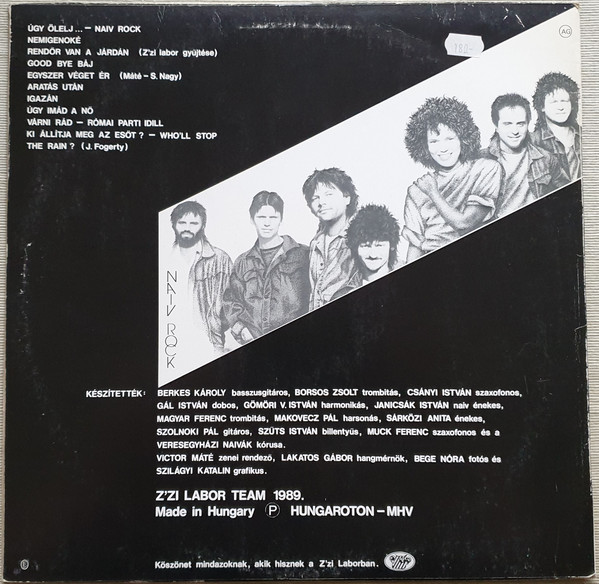 ÚGY ÖLELJ ... — NAIV ROCK
NEMIGENOKÉ
RENDŐR VAN A JÁRDÁN (Z'zi labor gyüjtése)
GOOD BYE BÁJ
EGYSZER VÉGET ÉR (Máté – S. Nagy)
ARATÁS UTÁN
IGAZÁN
ÚGY IMÁD A NŐ
VÁRNI RÁD — RÓMAI PARTI IDILL
KI ÁLLÍTJA MEG AZ ESŐT ? — WHO'LL STOP
THE RAIN ? (J. Fogerty)
180,-
AG
NAIV ROCK
KÉSZÍTETTÉK: BERKES KÁROLY basszusgitáros, BORSOS ZSOLT trombitás, CSÁNYI ISTVÁN szaxofonos,
GÁL ISTVÁN dobos, GÖMÖRI V. ISTVÁN harmonikás, JANICSÁK ISTVÁN naiv énekes,
MAGYAR FERENC trombitás, MAKOVECZ PÁL harsonás, SÁRKÖZI ANITA énekes,
SZOLNOKI PÁL gitáros, SZŰTS ISTVÁN billentyüs, MUCK FERENC szaxofonos és a
VERESEGYHÁZI NAIVÁK kórusa.
VICTOR MÁTÉ zenei rendező, LAKATOS GÁBOR hangmérnök, BEGE NÓRA fotós és
SZILÁGYI KATALIN grafikus.
Z'ZI LABOR TEAM 1989.
Made in Hungary Ⓟ HUNGAROTON – MHV
Köszönet mindazoknak, akik hisznek a Z'zi Laborban.